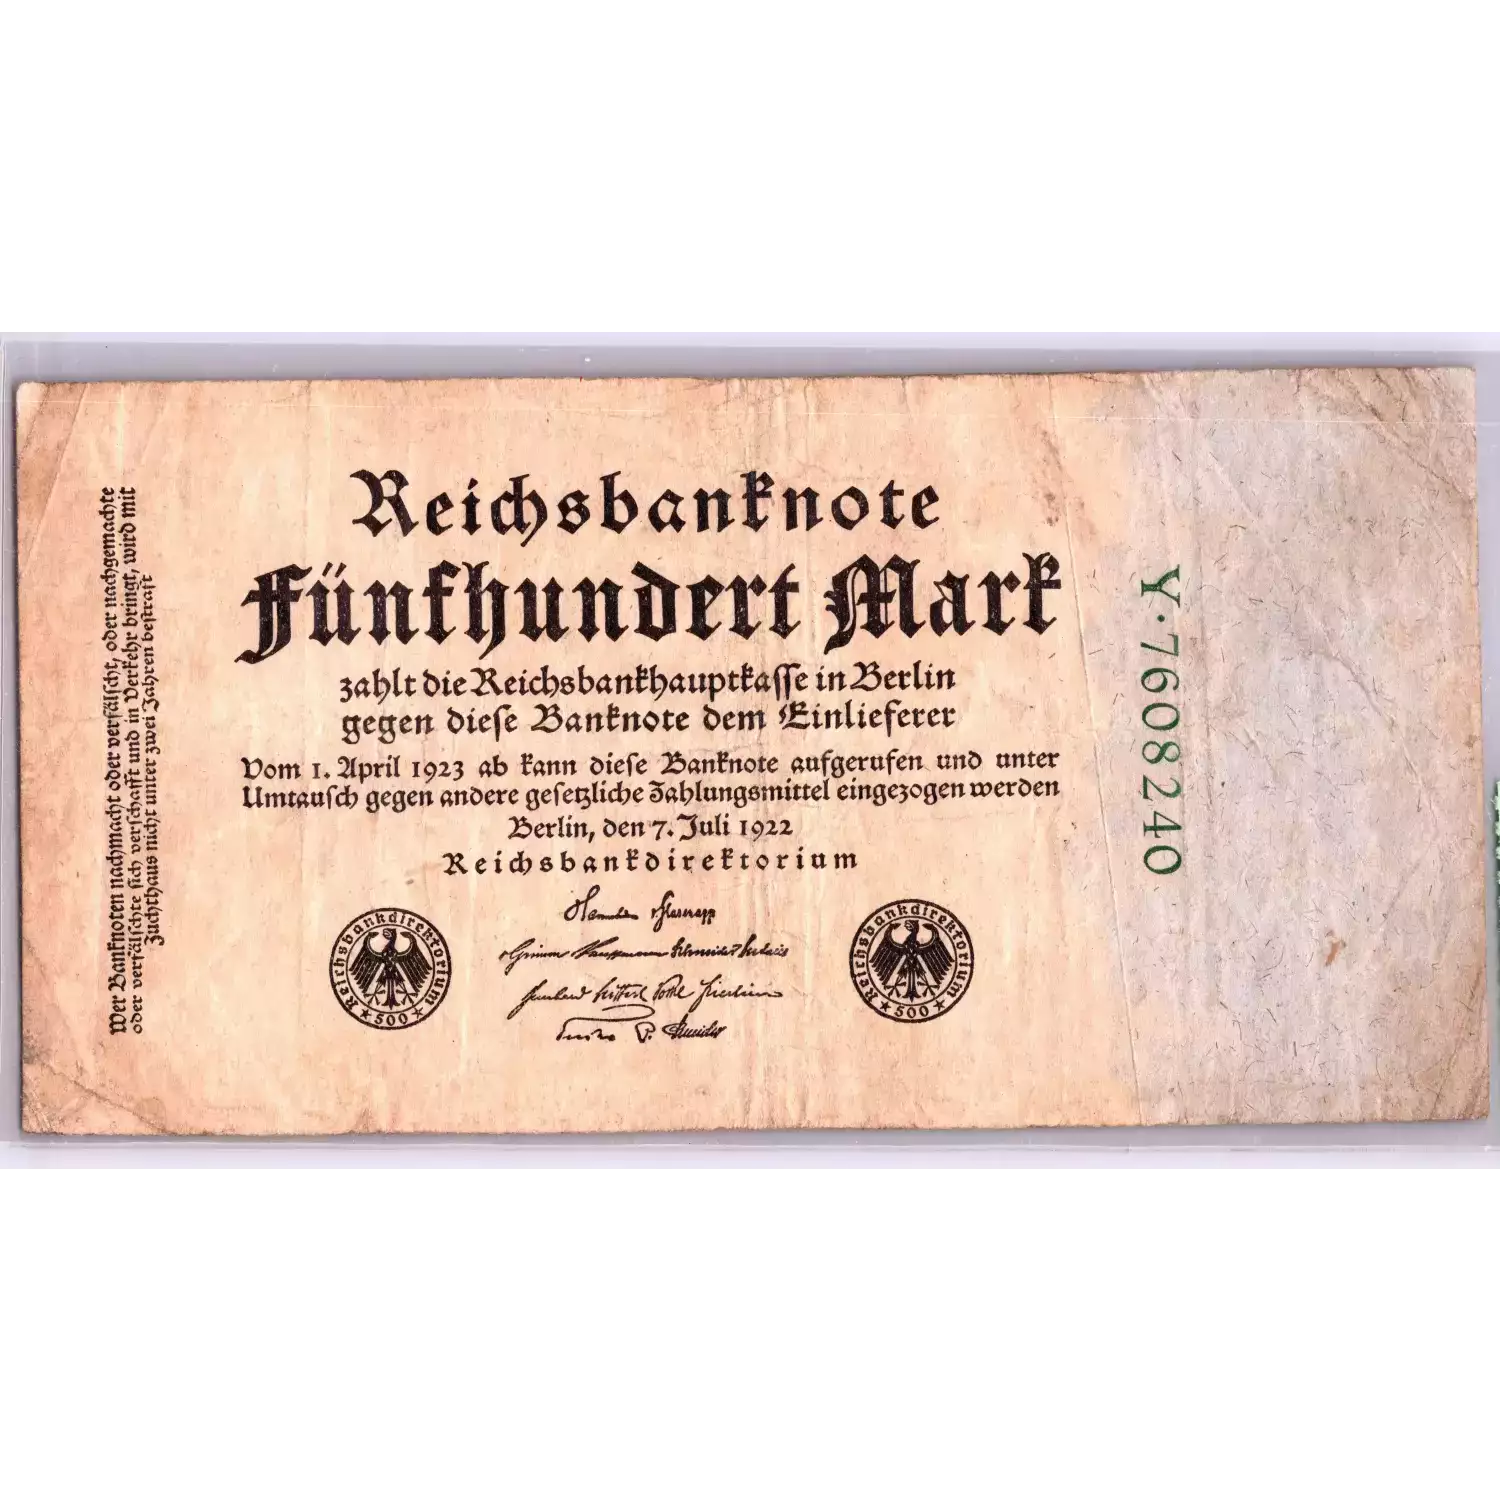 Reichsbanknote
Fünfhundert Mark
zahlt die Reichsbankhauptkasse in Berlin
gegen diese Banknote dem Einlieferer
Vom 1. April 1923 ab kann diese Banknote aufgerufen und unter
Umtausch gegen andere gesetzliche Zahlungsmittel eingezogen werden
Berlin, den 7. Juli 1922
Reichsbankdirektorium
Reichsbankdirektorium
★ 500 ★
Reichsbankdirektorium
★ 500 ★
Wer Banknoten nachmacht oder verfälscht, oder nachgemachte
oder verfälschte sich verschafft und in Verkehr bringt, wird mit
Zuchthaus nicht unter zwei Jahren bestraft
Y·7608240